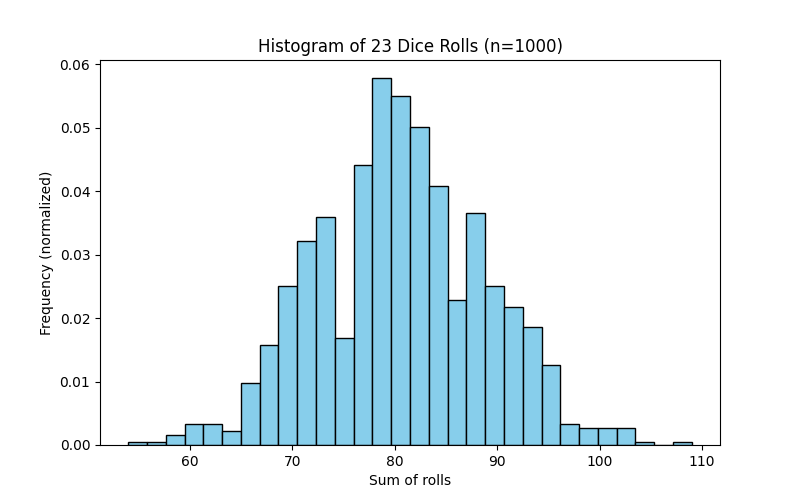 Histogram of 23 Dice Rolls (n=1000)
Frequency (normalized)
0.06
0.05
0.04
0.03
0.02
0.01
0.00
60 70 80 90 100 110
Sum of rolls